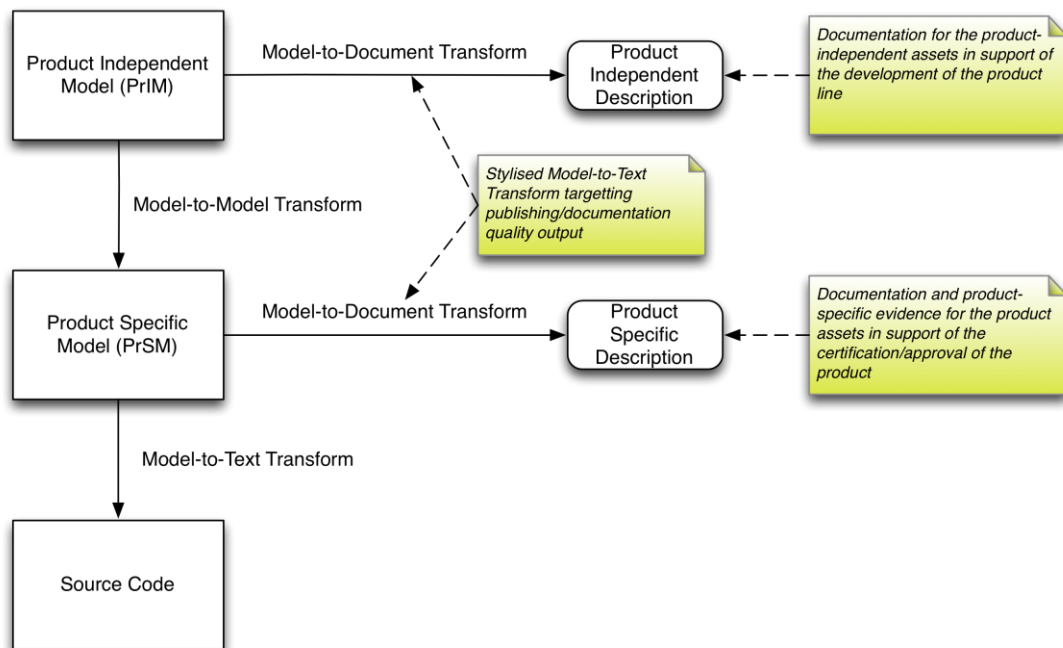 Product Independent
Model (PrIM)
Model-to-Document Transform
Product
Independent
Description
Documentation for the product-
independent assets in support of
the development of the product
line
Model-to-Model Transform
Stylised Model-to-Text
Transform targetting
publishing/documentation
quality output
Product Specific
Model (PrSM)
Model-to-Document Transform
Product
Specific
Description
Documentation and product-
specific evidence for the product
assets in support of the
certification/approval of the
product
Model-to-Text Transform
Source Code